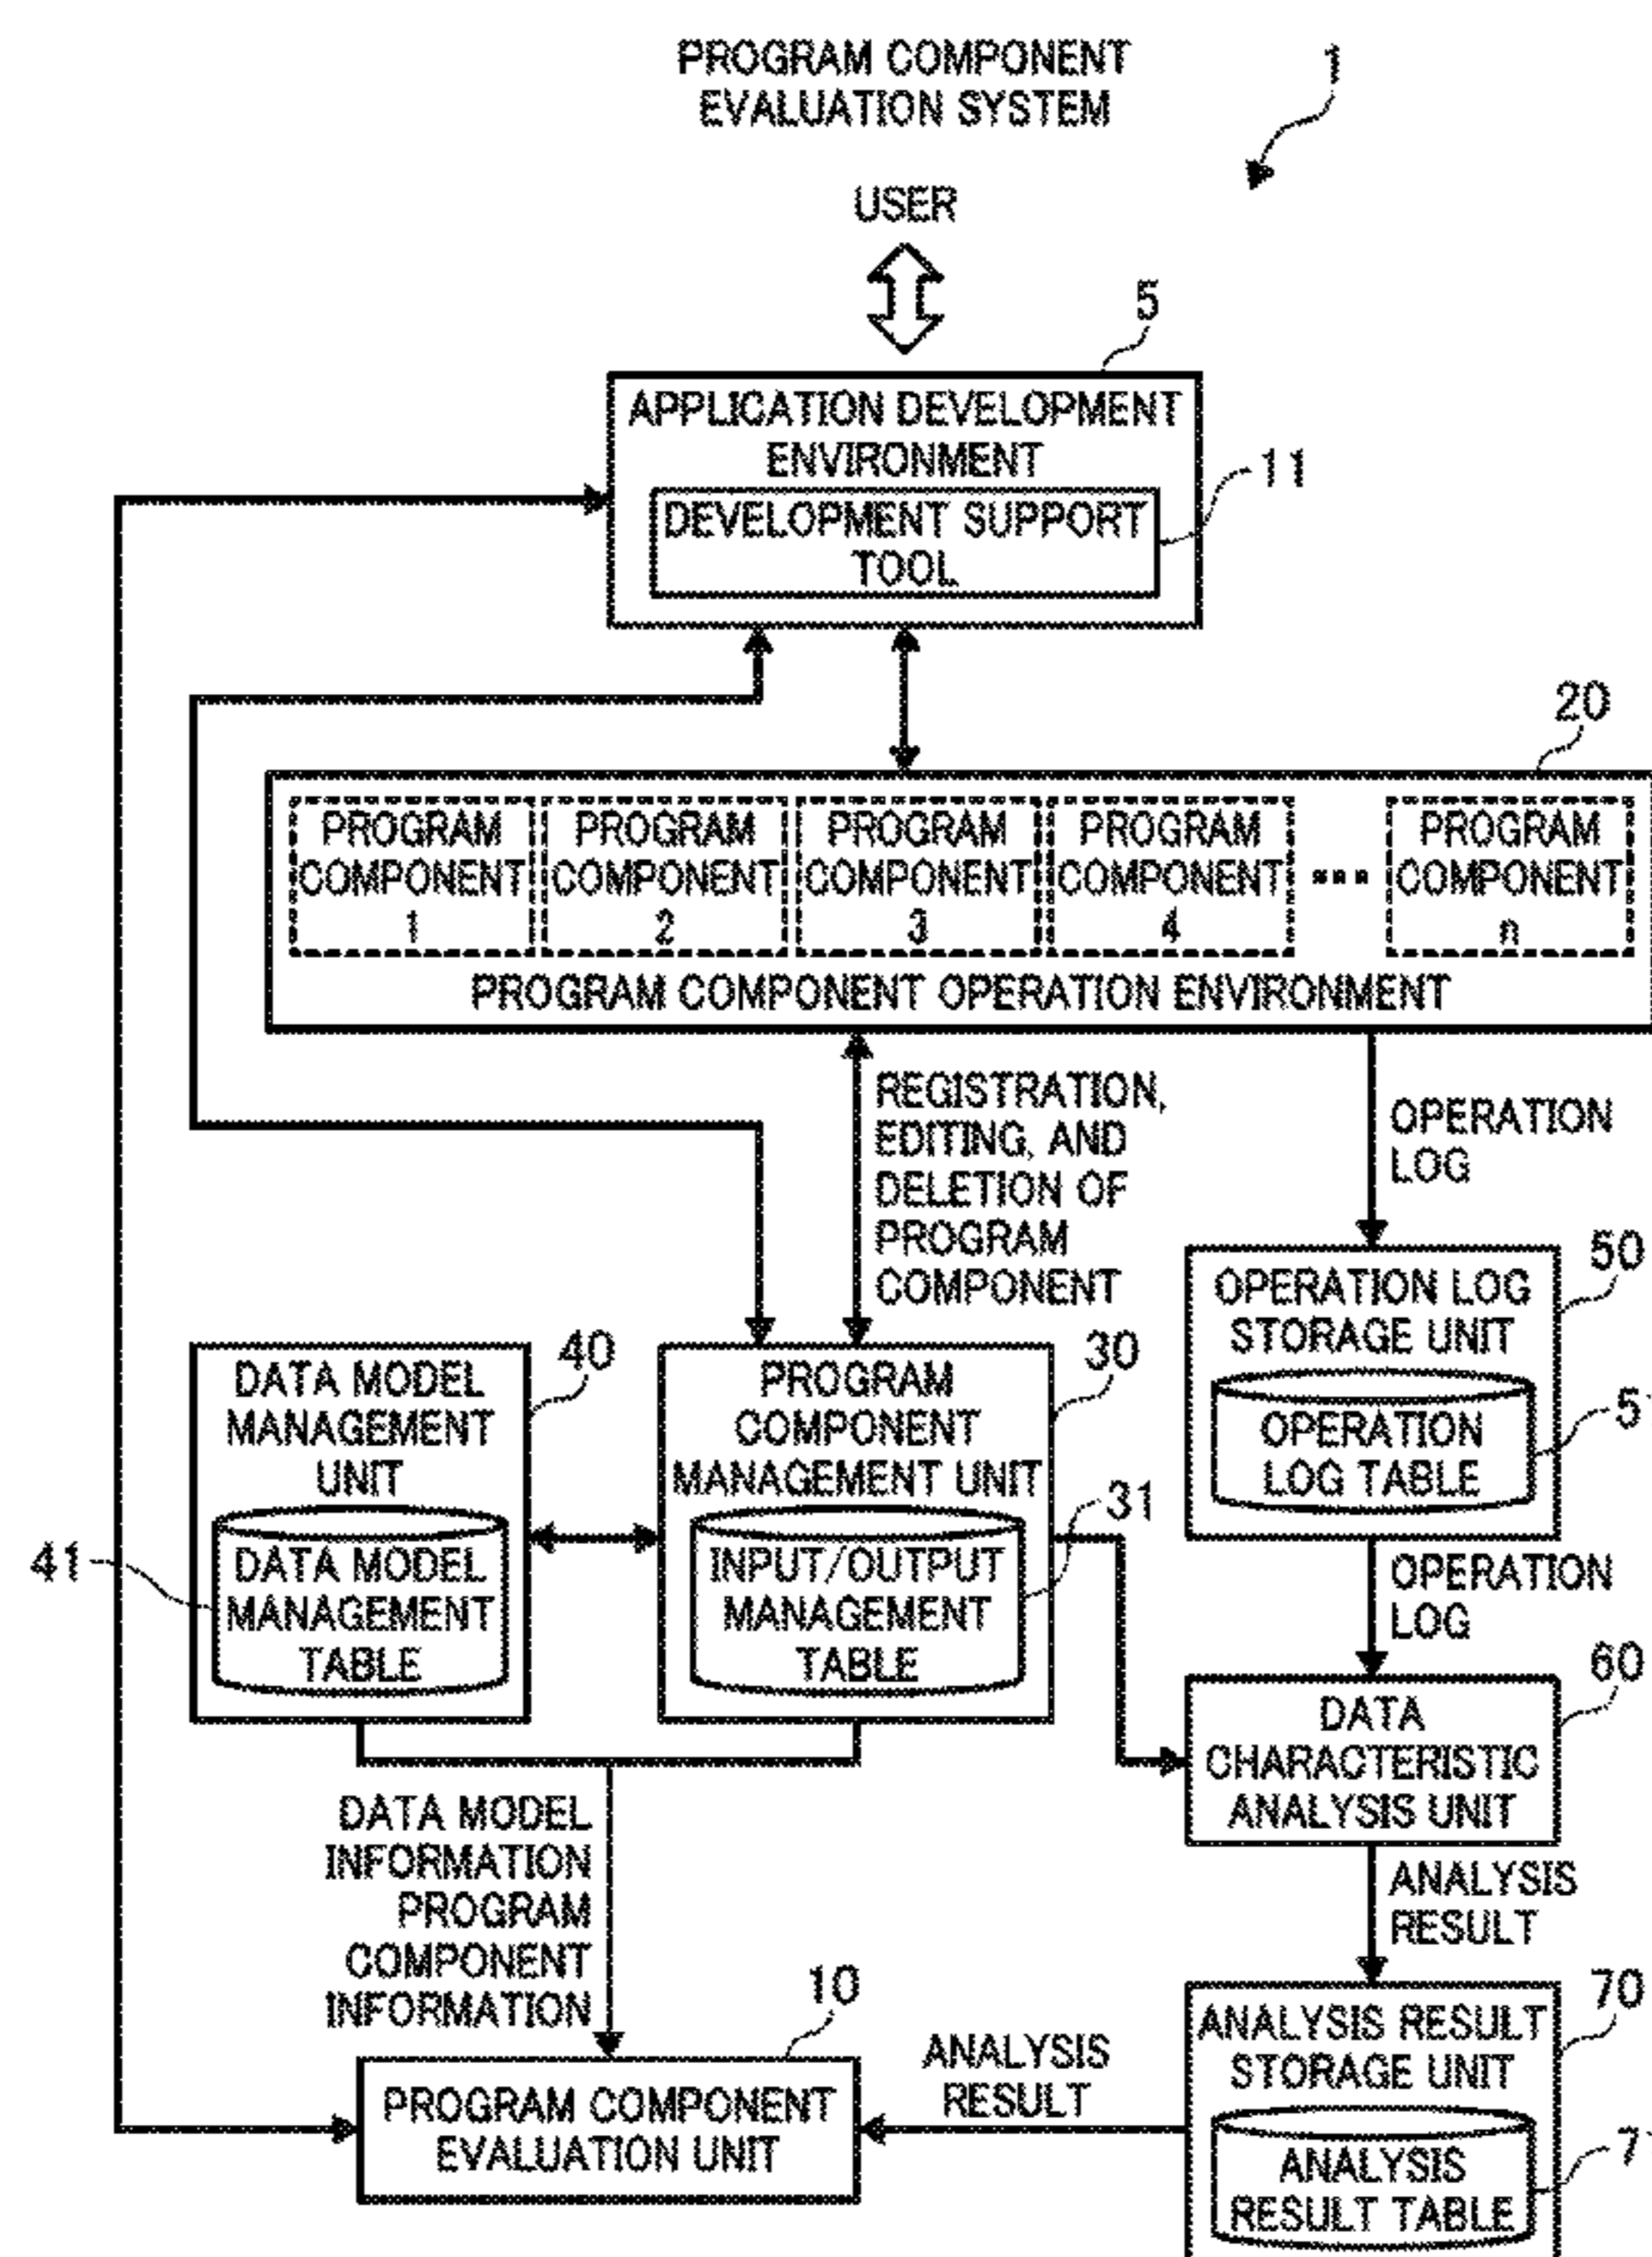 PROGRAM COMPONENT
EVALUATION SYSTEM
1
USER
5
APPLICATION DEVELOPMENT
ENVIRONMENT
11
DEVELOPMENT SUPPORT
TOOL
20
PROGRAM
COMPONENT
1
PROGRAM
COMPONENT
2
PROGRAM
COMPONENT
3
PROGRAM
COMPONENT
4
...
PROGRAM
COMPONENT
n
PROGRAM COMPONENT OPERATION ENVIRONMENT
REGISTRATION,
EDITING, AND
DELETION OF
PROGRAM
COMPONENT
OPERATION
LOG
50
OPERATION LOG
STORAGE UNIT
5
OPERATION
LOG TABLE
40
DATA MODEL
MANAGEMENT
UNIT
41
DATA MODEL
MANAGEMENT
TABLE
30
PROGRAM
COMPONENT
MANAGEMENT UNIT
31
INPUT/OUTPUT
MANAGEMENT
TABLE
OPERATION
LOG
60
DATA
CHARACTERISTIC
ANALYSIS UNIT
DATA MODEL
INFORMATION
PROGRAM
COMPONENT
INFORMATION
ANALYSIS
RESULT
10
PROGRAM COMPONENT
EVALUATION UNIT
ANALYSIS
RESULT
70
ANALYSIS RESULT
STORAGE UNIT
7
ANALYSIS
RESULT TABLE